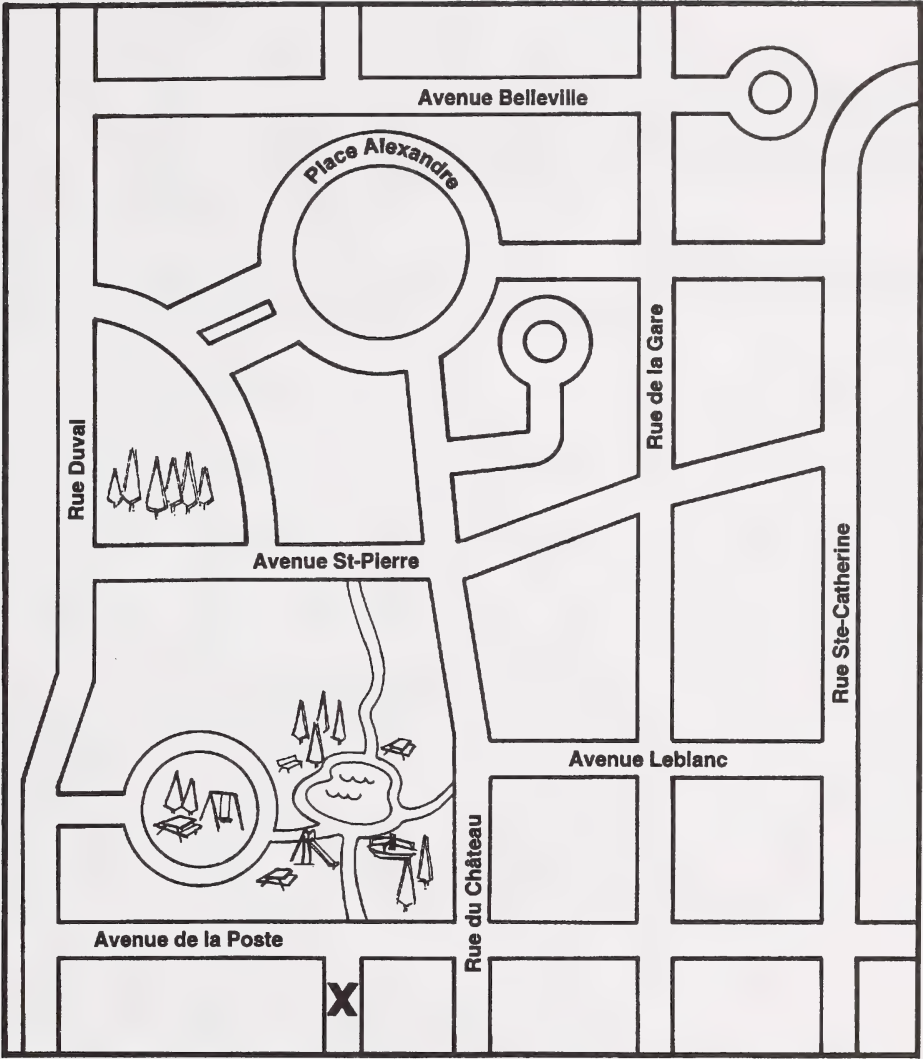 Avenue Belleville
Place Alexandre
Rue de la Gare
Rue Duval
Avenue St-Pierre
Rue Ste-Catherine
Avenue Leblanc
Rue du Château
Avenue de la Poste
X